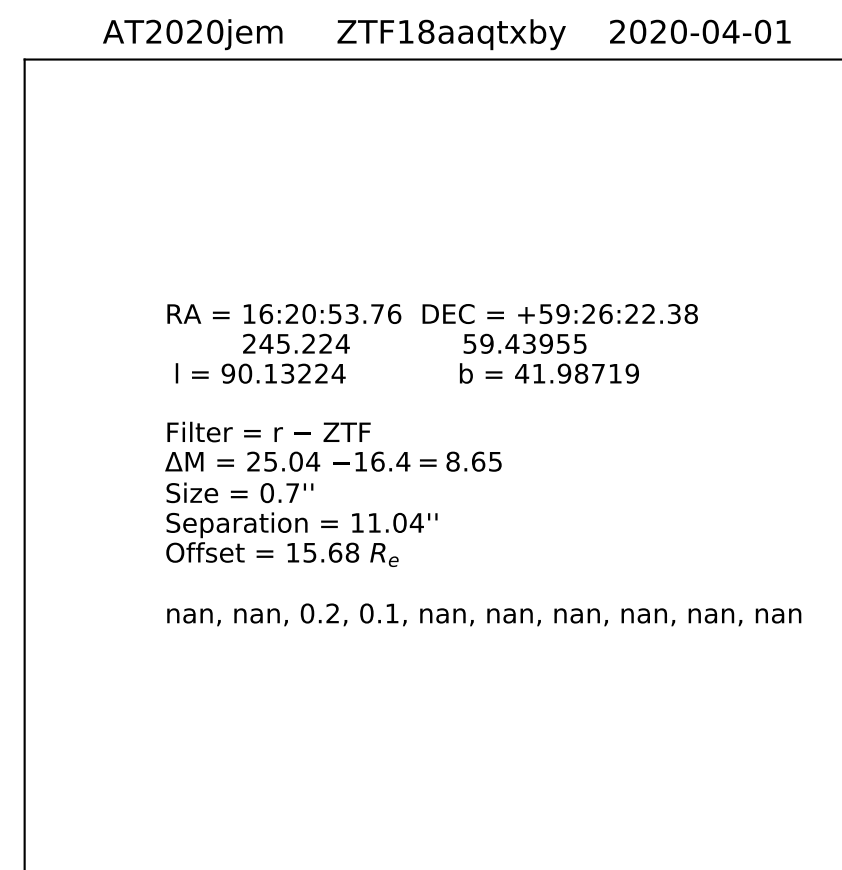 AT2020jem ZTF18aaqtxby 2020-04-01
RA = 16:20:53.76 DEC = +59:26:22.38
245.224 59.43955
l = 90.13224 b = 41.98719
Filter = r − ZTF
ΔM = 25.04 −16.4 = 8.65
Size = 0.7''
Separation = 11.04''
Offset = 15.68 Rₑ
nan, nan, 0.2, 0.1, nan, nan, nan, nan, nan, nan